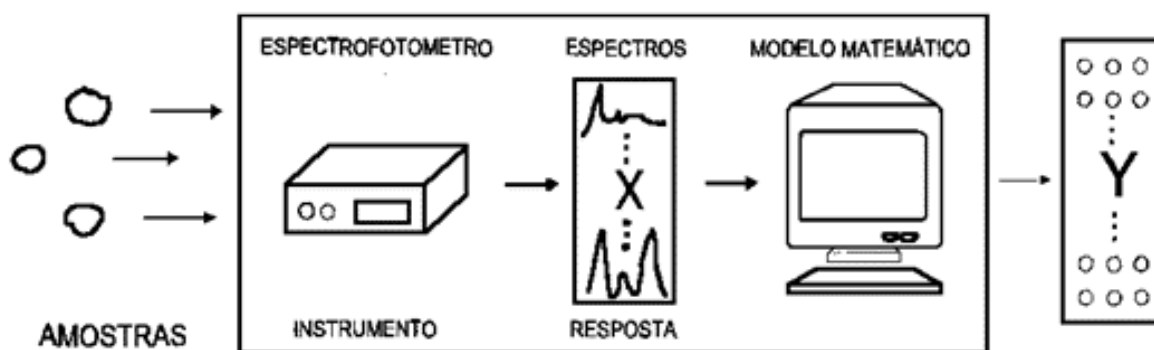 ESPECTROFOTOMETRO
ESPECTROS
MODELO MATEMÁTICO
X
Y
AMOSTRAS
INSTRUMENTO
RESPOSTA